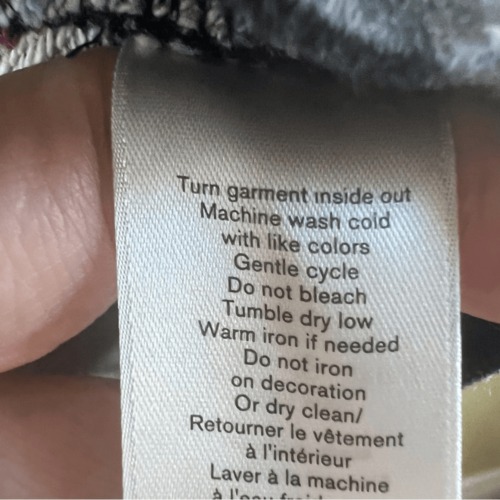 Turn garment inside out
Machine wash cold
with like colors
Gentle cycle
Do not bleach
Tumble dry low
Warm iron if needed
Do not iron
on decoration
Or dry clean/
Retourner le vêtement
à l'intérieur
Laver à la machine
à l'eau